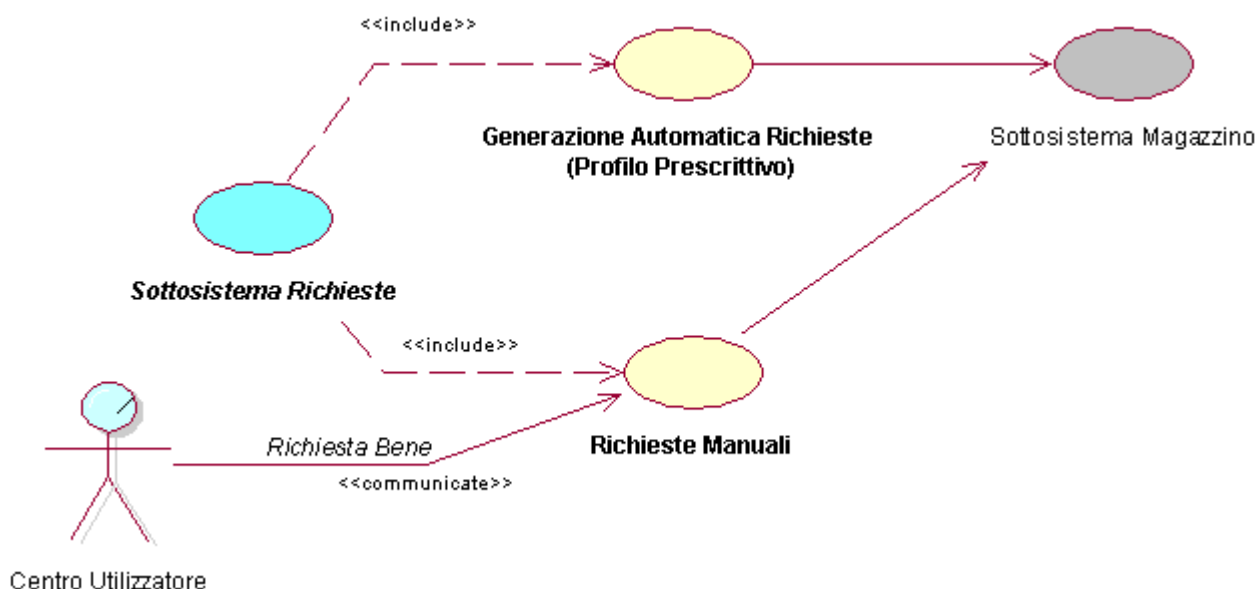 <<include>>
Generazione Automatica Richieste
(Profilo Prescrittivo)
Sottosistema Magazzino
Sottosistema Richieste
<<include>>
Richiesta Bene
<<communicate>>
Richieste Manuali
Centro Utilizzatore